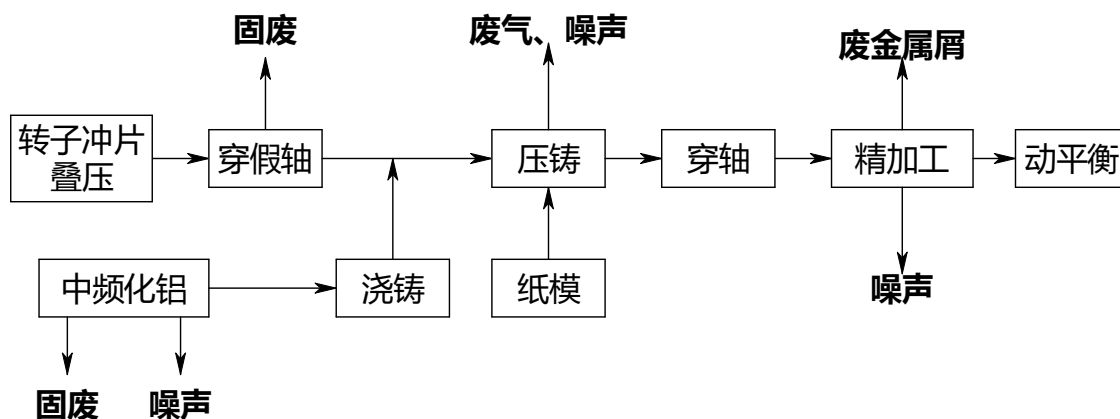 固废
废气、噪声
废金属屑
转子冲片
叠压
穿假轴
压铸
穿轴
精加工
动平衡
中频化铝
浇铸
纸模
噪声
固废
噪声